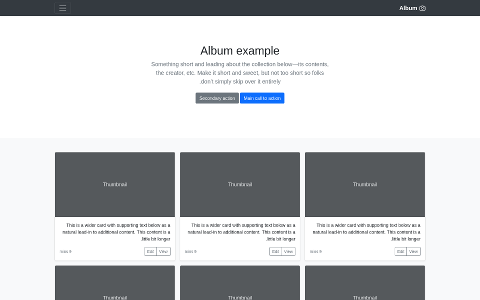 Album
Album example
Something short and leading about the collection below—its contents,
the creator, etc. Make it short and sweet, but not too short so folks
.don't simply skip over it entirely
Main call to action
Secondary action
Thumbnail
Thumbnail
Thumbnail
This is a wider card with supporting text below as a
natural lead-in to additional content. This content is a
.little bit longer
View
Edit
9 mins
This is a wider card with supporting text below as a
natural lead-in to additional content. This content is a
.little bit longer
View
Edit
9 mins
This is a wider card with supporting text below as a
natural lead-in to additional content. This content is a
.little bit longer
View
Edit
9 mins
Thumbnail
Thumbnail
Thumbnail